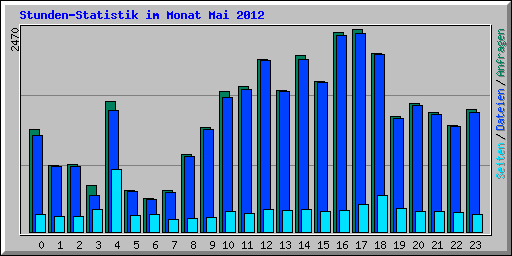 Stunden-Statistik im Monat Mai 2012
2470
Seiten / Dateien / Anfragen
0 1 2 3 4 5 6 7 8 9 10 11 12 13 14 15 16 17 18 19 20 21 22 23